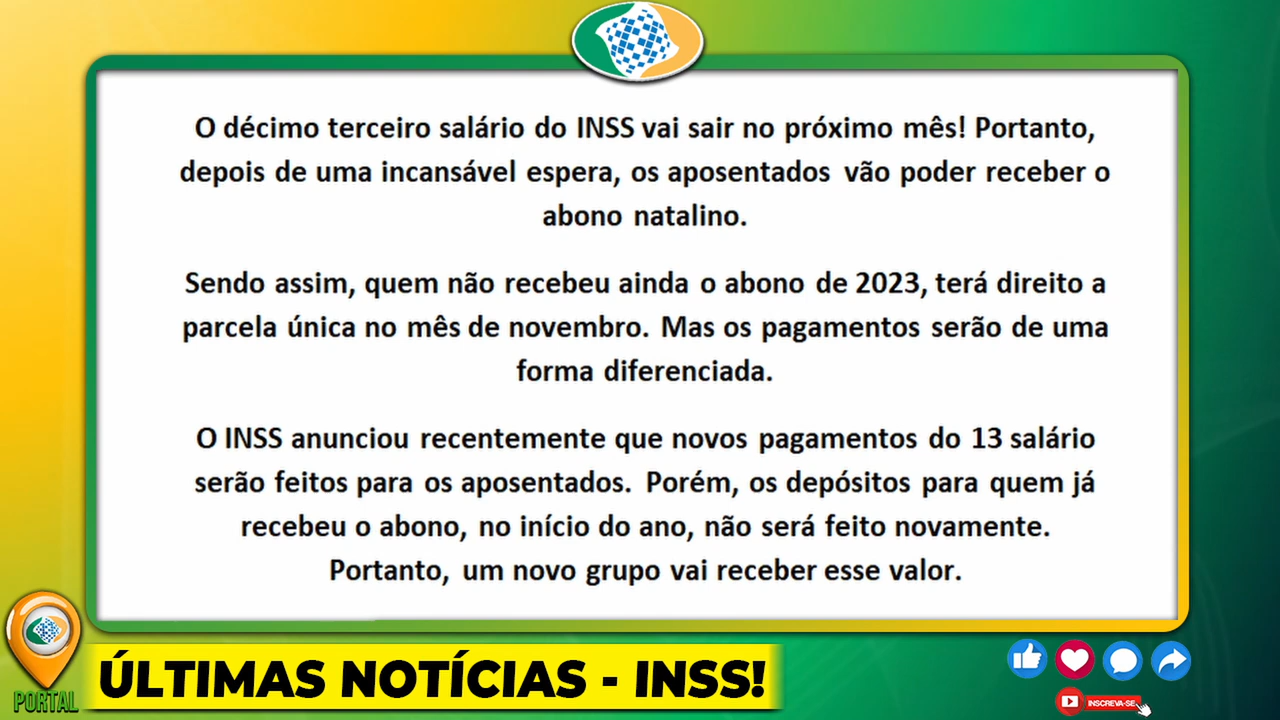 O décimo terceiro salário do INSS vai sair no próximo mês! Portanto,
depois de uma incansável espera, os aposentados vão poder receber o
abono natalino.
Sendo assim, quem não recebeu ainda o abono de 2023, terá direito a
parcela única no mês de novembro. Mas os pagamentos serão de uma
forma diferenciada.
O INSS anunciou recentemente que novos pagamentos do 13 salário
serão feitos para os aposentados. Porém, os depósitos para quem já
recebeu o abono, no início do ano, não será feito novamente.
Portanto, um novo grupo vai receber esse valor.
PORTAL
ÚLTIMAS NOTÍCIAS - INSS!
INSCREVA-SE